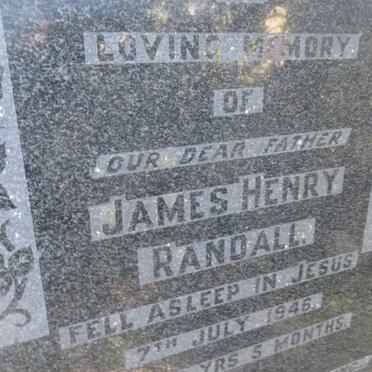 LOVING MEMORY
OF
OUR DEAR FATHER
JAMES HENRY
RANDALL
FELL ASLEEP IN JESUS
7TH JULY 1946.
YRS 5 MONTHS.